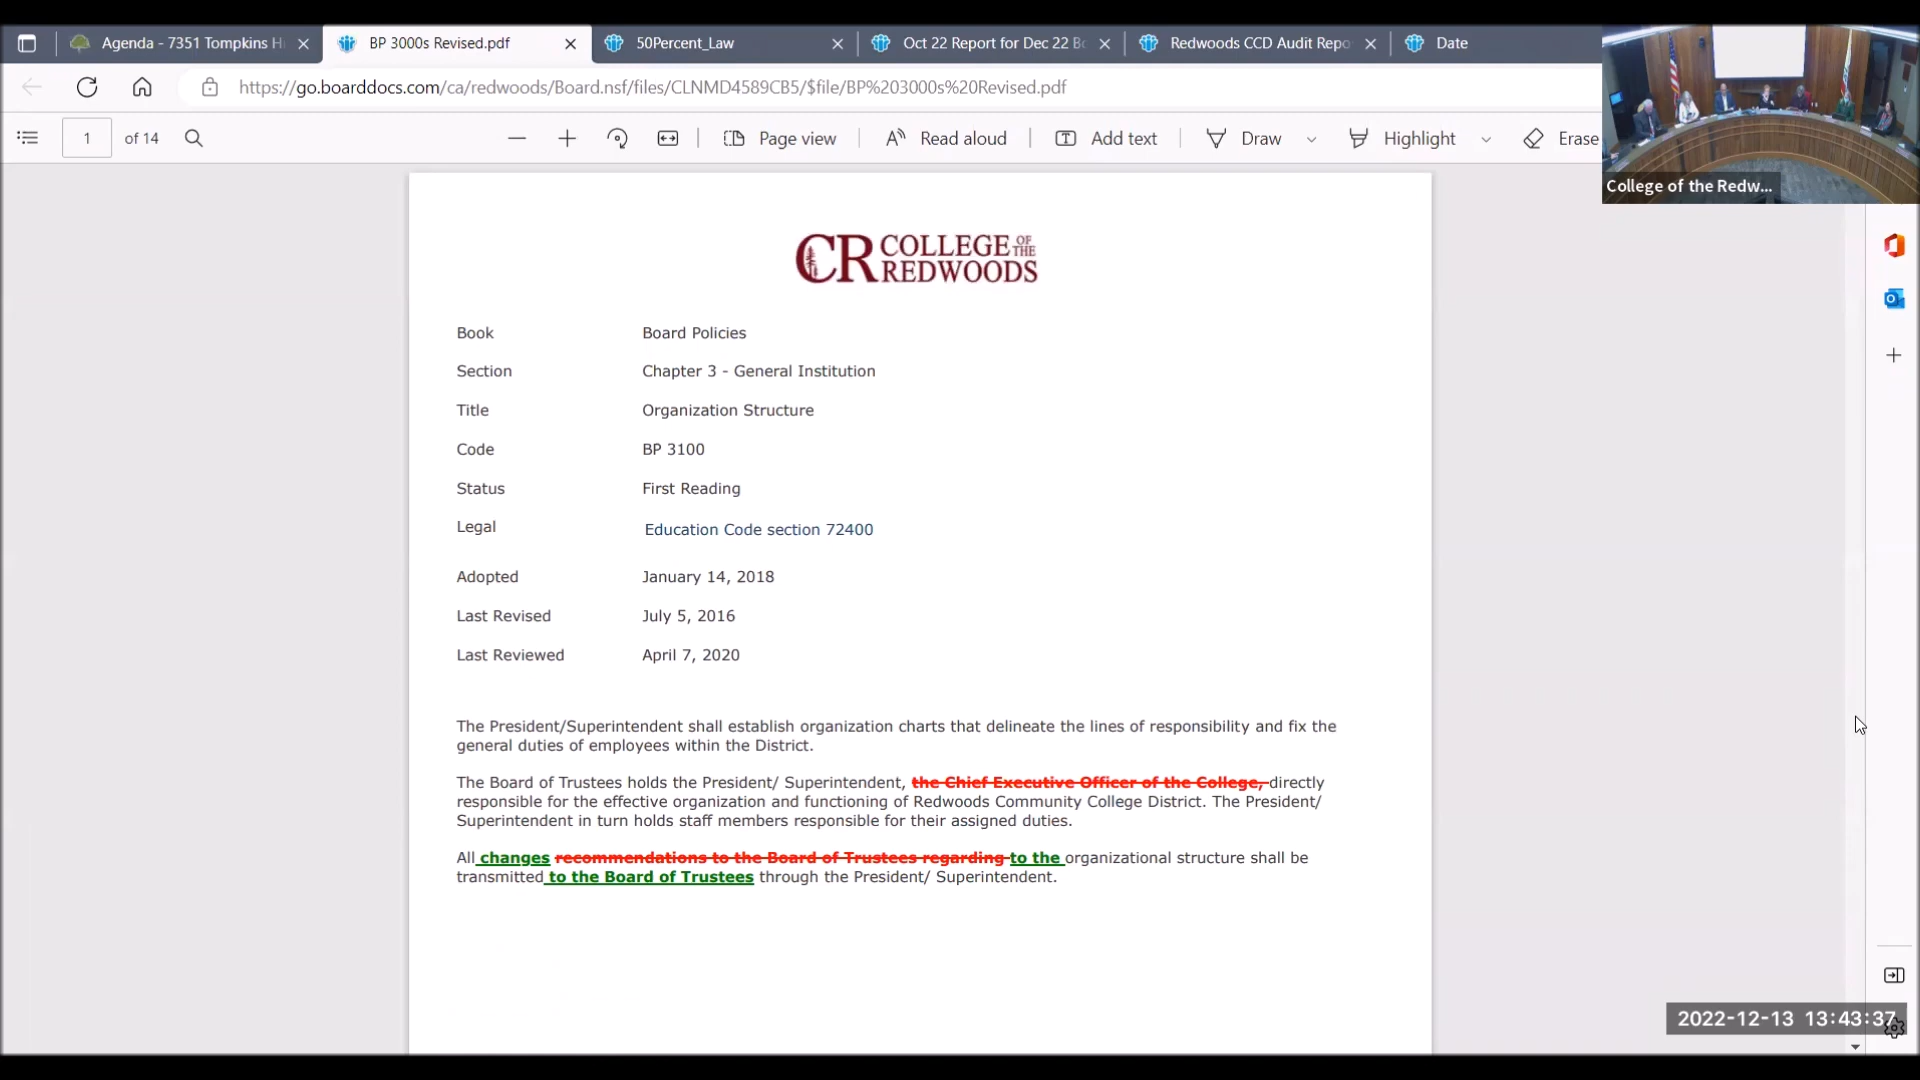 Agenda - 7351 Tompkins H
BP 3000s Revised.pdf
50Percent_Law
Oct 22 Report for Dec 22 Bo
Redwoods CCD Audit Repo
Date
https://go.boarddocs.com/ca/redwoods/Board.nsf/files/CLNMD4589CB5/$file/BP%203000s%20Revised.pdf
1 of 14
Page view
Read aloud
Add text
Draw
Highlight
Erase
College of the Redw...
CR COLLEGE OF THE
REDWOODS
Book Board Policies
Section Chapter 3 - General Institution
Title Organization Structure
Code BP 3100
Status First Reading
Legal Education Code section 72400
Adopted January 14, 2018
Last Revised July 5, 2016
Last Reviewed April 7, 2020
The President/Superintendent shall establish organization charts that delineate the lines of responsibility and fix the
general duties of employees within the District.
The Board of Trustees holds the President/ Superintendent, the Chief Executive Officer of the College, directly
responsible for the effective organization and functioning of Redwoods Community College District. The President/
Superintendent in turn holds staff members responsible for their assigned duties.
All changes recommendations to the Board of Trustees regarding to the organizational structure shall be
transmitted to the Board of Trustees through the President/ Superintendent.
2022-12-13 13:43:37